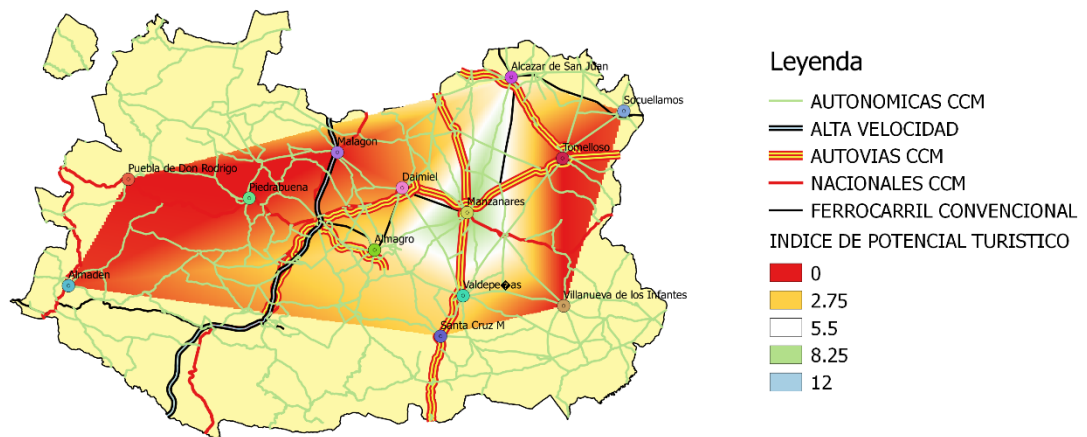 Alcazar de San Juan
Socuellamos
Malagon
Tomelloso
Puebla de Don Rodrigo
Daimiel
Piedrabuena
Manzanares
Almagro
Almaden
Valdepe�as
Villanueva de los Infantes
Santa Cruz M
Leyenda
AUTONOMICAS CCM
ALTA VELOCIDAD
AUTOVIAS CCM
NACIONALES CCM
FERROCARRIL CONVENCIONAL
INDICE DE POTENCIAL TURISTICO
0
2.75
5.5
8.25
12